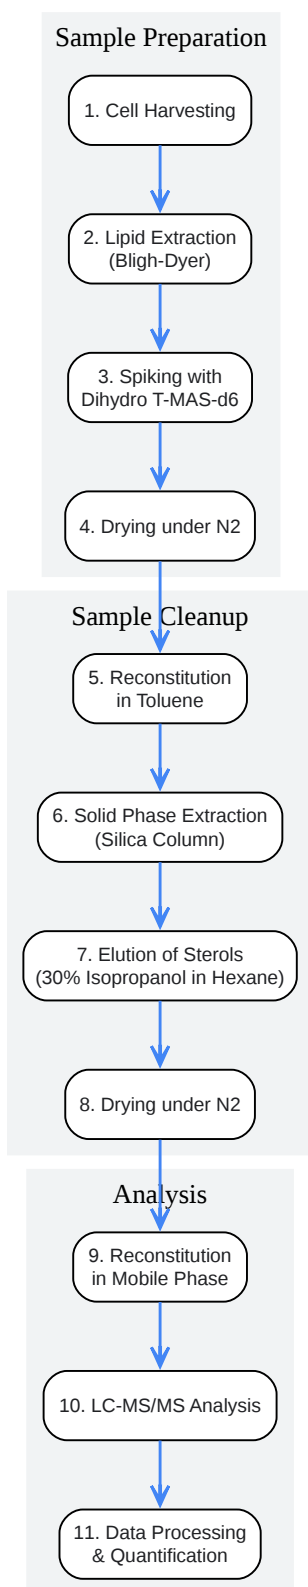 Sample Preparation
1. Cell Harvesting
2. Lipid Extraction
(Bligh-Dyer)
3. Spiking with
Dihydro T-MAS-d6
4. Drying under N2
Sample Cleanup
5. Reconstitution
in Toluene
6. Solid Phase Extraction
(Silica Column)
7. Elution of Sterols
(30% Isopropanol in Hexane)
8. Drying under N2
Analysis
9. Reconstitution
in Mobile Phase
10. LC-MS/MS Analysis
11. Data Processing
& Quantification